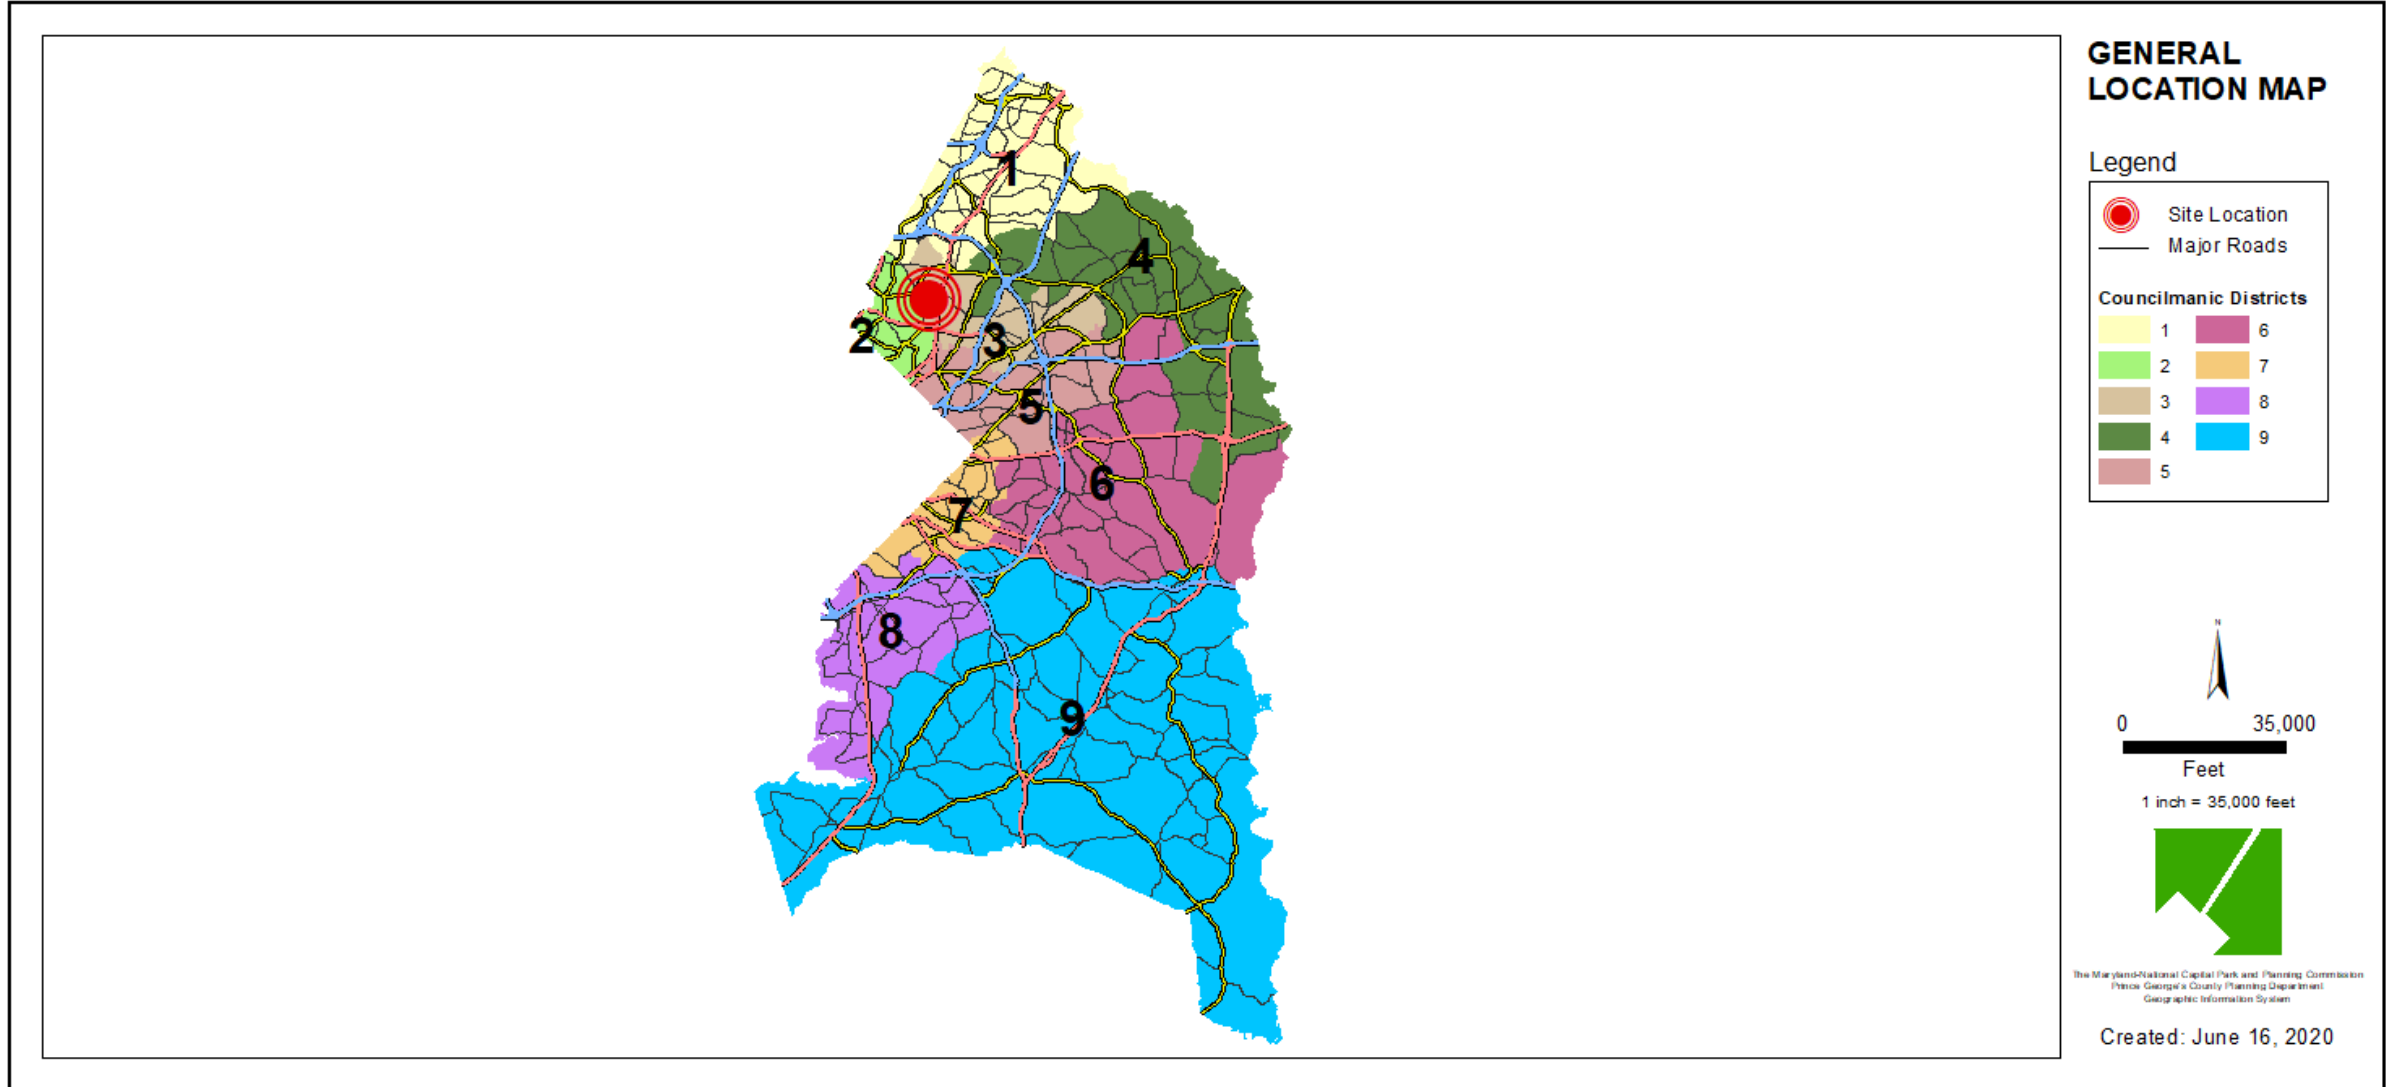 GENERAL
LOCATION MAP
Legend
Site Location
Major Roads
Councilmanic Districts
1 6
2 7
3 8
4 9
5
1
4
2
3
5
6
7
8
9
N
0 35,000
Feet
1 inch = 35,000 feet
The Maryland-National Capital Park and Planning Commission
Prince George's County Planning Department
Geographic Information System
Created: June 16, 2020